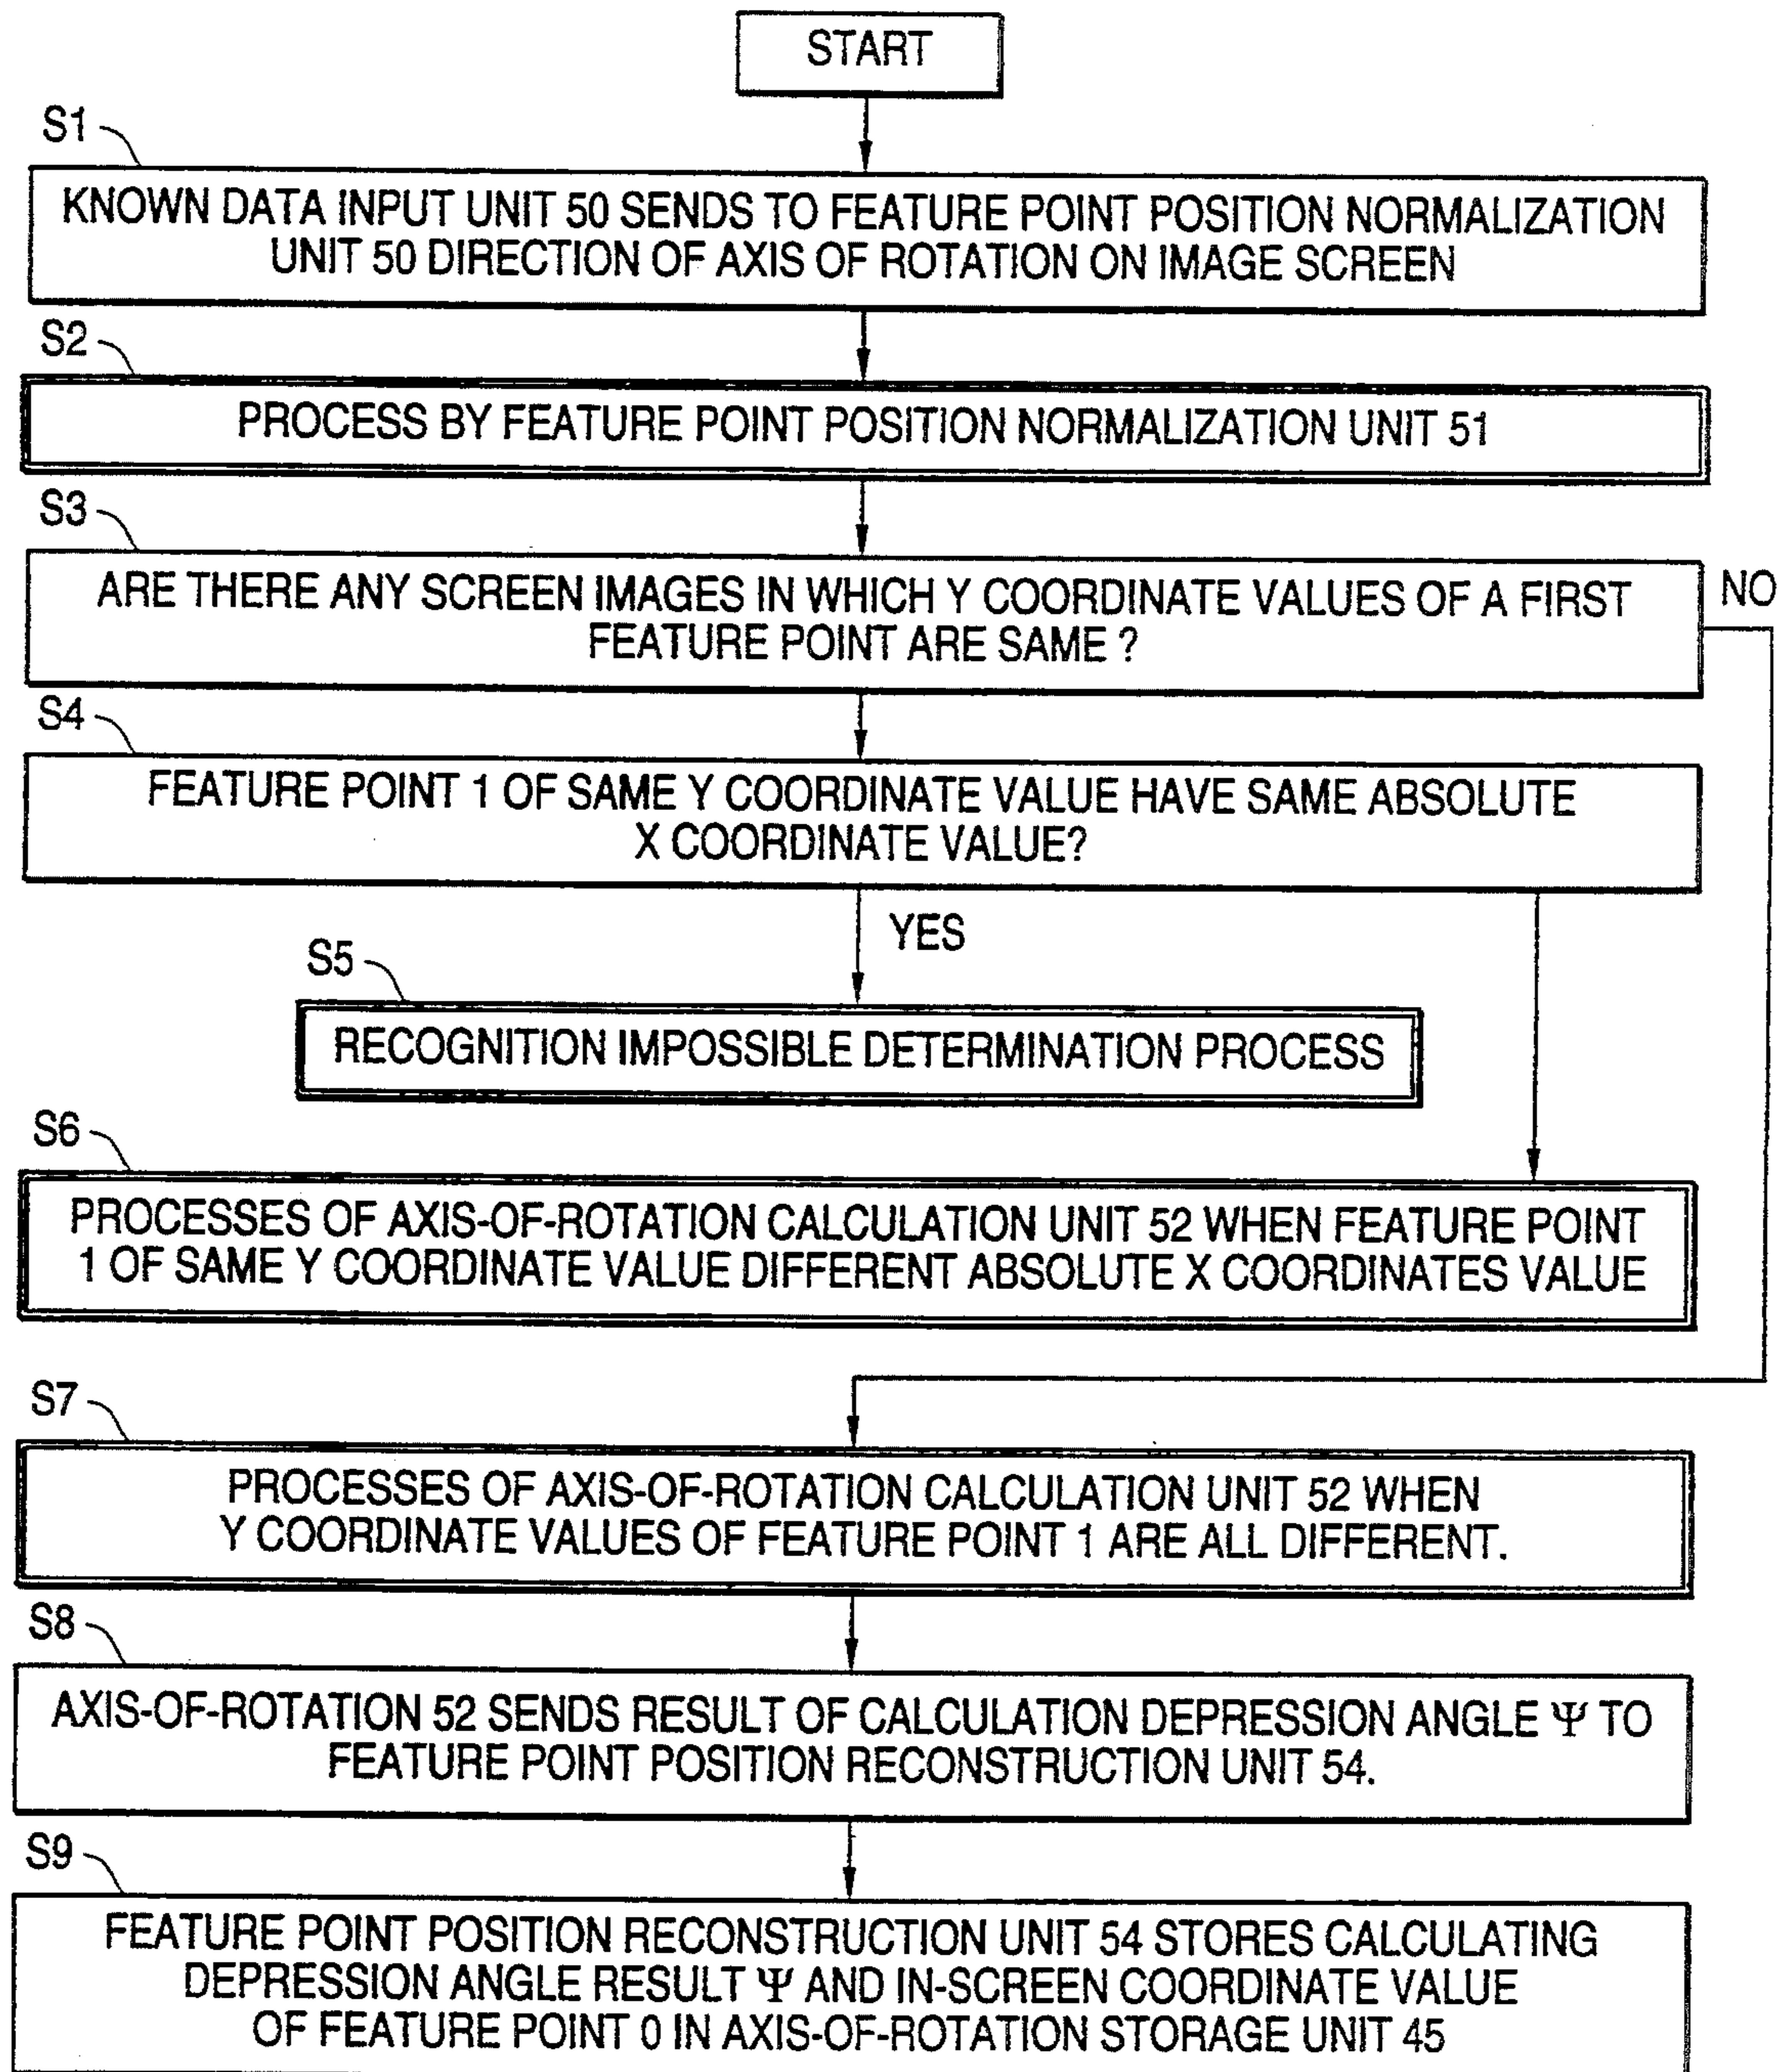 START
S1
KNOWN DATA INPUT UNIT 50 SENDS TO FEATURE POINT POSITION NORMALIZATION
UNIT 50 DIRECTION OF AXIS OF ROTATION ON IMAGE SCREEN
S2
PROCESS BY FEATURE POINT POSITION NORMALIZATION UNIT 51
S3
ARE THERE ANY SCREEN IMAGES IN WHICH Y COORDINATE VALUES OF A FIRST
FEATURE POINT ARE SAME ?
NO
S4
FEATURE POINT 1 OF SAME Y COORDINATE VALUE HAVE SAME ABSOLUTE
X COORDINATE VALUE?
YES
S5
RECOGNITION IMPOSSIBLE DETERMINATION PROCESS
S6
PROCESSES OF AXIS-OF-ROTATION CALCULATION UNIT 52 WHEN FEATURE POINT
1 OF SAME Y COORDINATE VALUE DIFFERENT ABSOLUTE X COORDINATES VALUE
S7
PROCESSES OF AXIS-OF-ROTATION CALCULATION UNIT 52 WHEN
Y COORDINATE VALUES OF FEATURE POINT 1 ARE ALL DIFFERENT.
S8
AXIS-OF-ROTATION 52 SENDS RESULT OF CALCULATION DEPRESSION ANGLE Ψ TO
FEATURE POINT POSITION RECONSTRUCTION UNIT 54.
S9
FEATURE POINT POSITION RECONSTRUCTION UNIT 54 STORES CALCULATING
DEPRESSION ANGLE RESULT Ψ AND IN-SCREEN COORDINATE VALUE
OF FEATURE POINT 0 IN AXIS-OF-ROTATION STORAGE UNIT 45